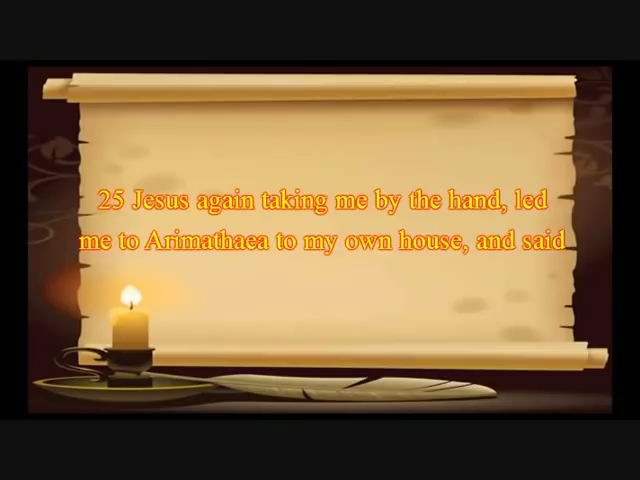 25 Jesus again taking me by the hand, led
me to Arimathaea to my own house, and said